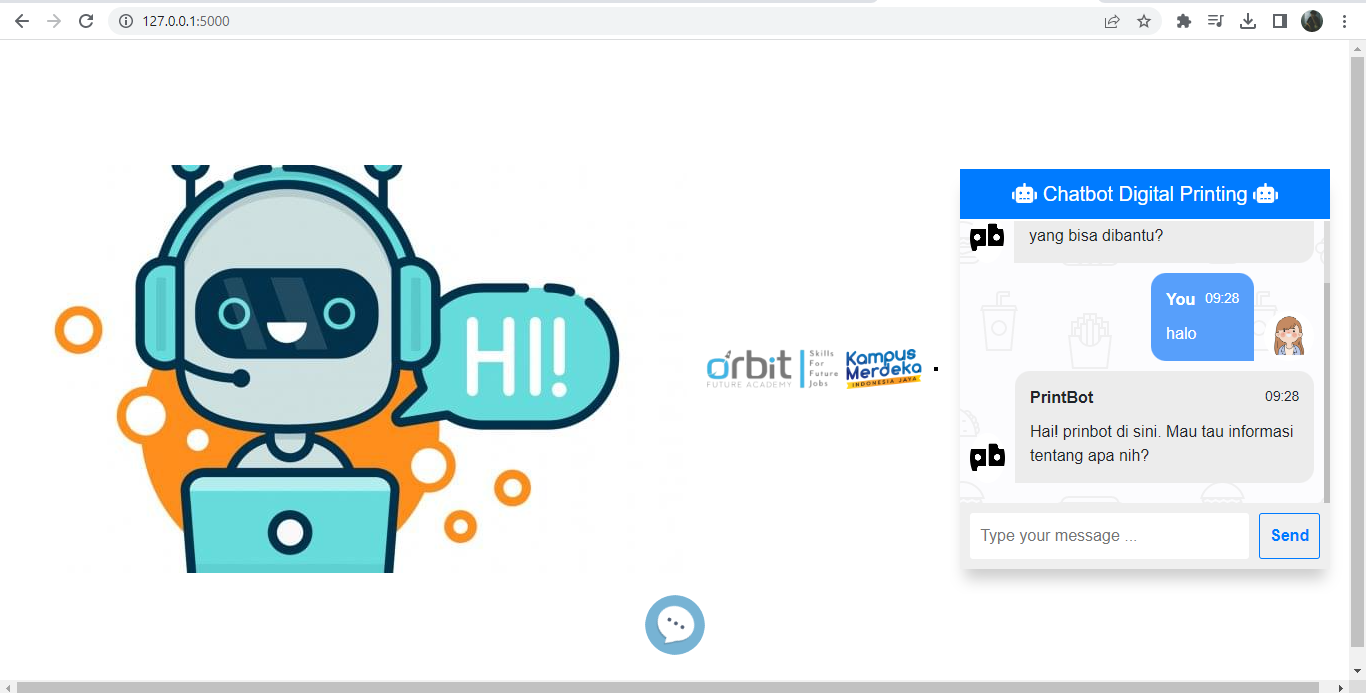 127.0.0.1:5000
HI!
orbit
FUTURE ACADEMY
Skills
For
Future
Jobs
Kampus
Merdeka
INDONESIA JAYA
Chatbot Digital Printing
pb
yang bisa dibantu?
You 09:28
halo
PrintBot 09:28
Hai! prinbot di sini. Mau tau informasi
tentang apa nih?
pb
Type your message ...
Send